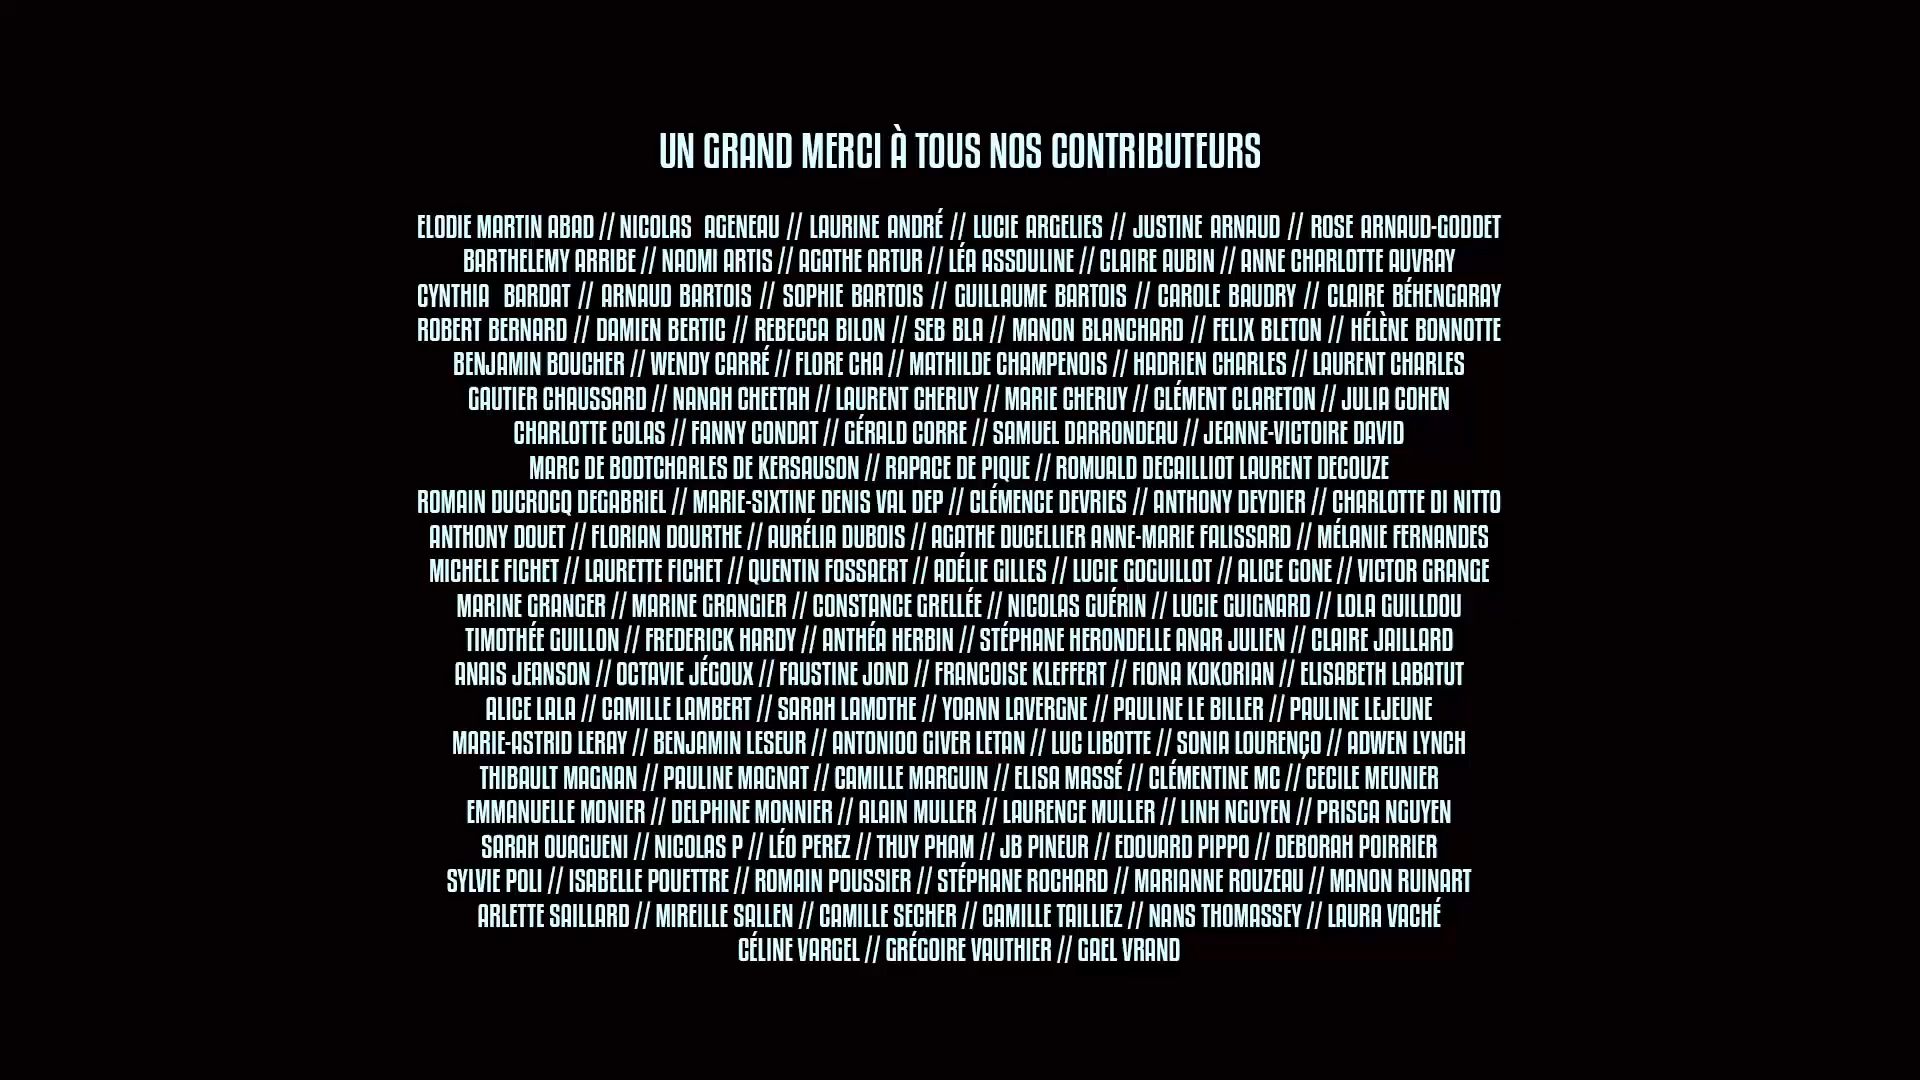 UN GRAND MERCI À TOUS NOS CONTRIBUTEURS
ELODIE MARTIN ABAD // NICOLAS AGENEAU // LAURINE ANDRÉ // LUCIE ARGELIES // JUSTINE ARNAUD // ROSE ARNAUD-GODDET
BARTHELEMY ARRIBE // NAOMI ARTIS // AGATHE ARTUR // LÉA ASSOULINE // CLAIRE AUBIN // ANNE CHARLOTTE AUVRAY
CYNTHIA BARDAT // ARNAUD BARTOIS // SOPHIE BARTOIS // GUILLAUME BARTOIS // CAROLE BAUDRY // CLAIRE BÉHENGARAY
ROBERT BERNARD // DAMIEN BERTIC // REBECCA BILON // SEB BLA // MANON BLANCHARD // FELIX BLETON // HÉLÈNE BONNOTTE
BENJAMIN BOUCHER // WENDY CARRÉ // FLORE CHA // MATHILDE CHAMPENOIS // HADRIEN CHARLES // LAURENT CHARLES
GAUTIER CHAUSSARD // NANAH CHEETAH // LAURENT CHERUY // MARIE CHERUY // CLÉMENT CLARETON // JULIA COHEN
CHARLOTTE COLAS // FANNY CONDAT // GÉRALD CORRE // SAMUEL DARRONDEAU // JEANNE-VICTOIRE DAVID
MARC DE BODTCHARLES DE KERSAUSON // RAPACE DE PIQUE // ROMUALD DECAILLIOT LAURENT DECOUZE
ROMAIN DUCROCQ DEGABRIEL // MARIE-SIXTINE DENIS VAL DEP // CLÉMENCE DEVRIES // ANTHONY DEYDIER // CHARLOTTE DI NITTO
ANTHONY DOUET // FLORIAN DOURTHE // AURÉLIA DUBOIS // AGATHE DUCELLIER ANNE-MARIE FALISSARD // MÉLANIE FERNANDES
MICHELE FICHET // LAURETTE FICHET // QUENTIN FOSSAERT // ADÉLIE GILLES // LUCIE GOGUILLOT // ALICE GONE // VICTOR GRANGE
MARINE GRANGER // MARINE GRANGIER // CONSTANCE GRELLÉE // NICOLAS GUÉRIN // LUCIE GUIGNARD // LOLA GUILLDOU
TIMOTHÉE GUILLON // FREDERICK HARDY // ANTHÉA HERBIN // STÉPHANE HERONDELLE ANAR JULIEN // CLAIRE JAILLARD
ANAIS JEANSON // OCTAVIE JÉGOUX // FAUSTINE JOND // FRANCOISE KLEFFERT // FIONA KOKORIAN // ELISABETH LABATUT
ALICE LALA // CAMILLE LAMBERT // SARAH LAMOTHE // YOANN LAVERGNE // PAULINE LE BILLER // PAULINE LEJEUNE
MARIE-ASTRID LERAY // BENJAMIN LESEUR // ANTONIOO GIVER LETAN // LUC LIBOTTE // SONIA LOURENÇO // ADWEN LYNCH
THIBAULT MAGNAN // PAULINE MAGNAT // CAMILLE MARGUIN // ELISA MASSÉ // CLÉMENTINE MC // CECILE MEUNIER
EMMANUELLE MONIER // DELPHINE MONNIER // ALAIN MULLER // LAURENCE MULLER // LINH NGUYEN // PRISCA NGUYEN
SARAH OUAGUENI // NICOLAS P // LÉO PEREZ // THUY PHAM // JB PINEUR // EDOUARD PIPPO // DEBORAH POIRRIER
SYLVIE POLI // ISABELLE POUETTRE // ROMAIN POUSSIER // STÉPHANE ROCHARD // MARIANNE ROUZEAU // MANON RUINART
ARLETTE SAILLARD // MIREILLE SALLEN // CAMILLE SECHER // CAMILLE TAILLIEZ // NANS THOMASSEY // LAURA VACHÉ
CÉLINE VARGEL // GRÉGOIRE VAUTHIER // GAEL VRAND